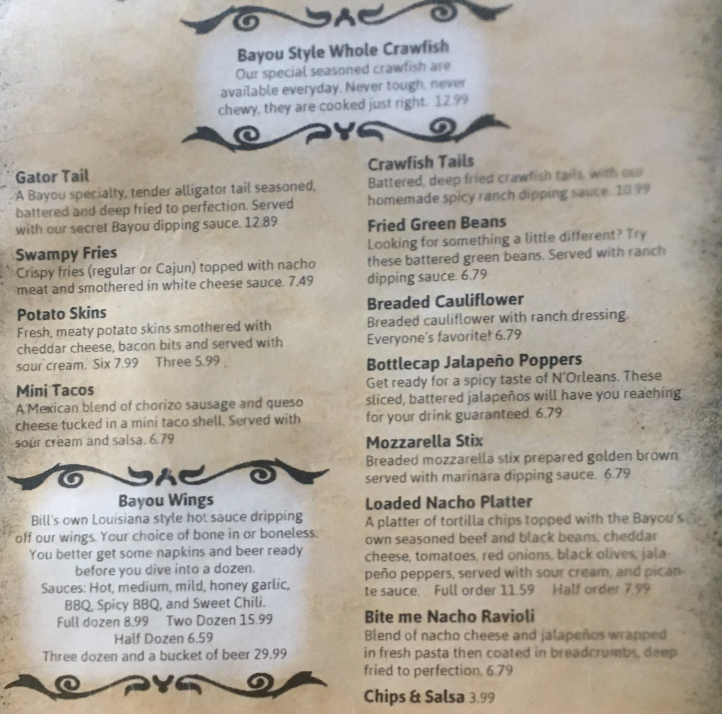 Bayou Style Whole Crawfish
Our special seasoned crawfish are
available everyday. Never tough, never
chewy, they are cooked just right. 12.99
Gator Tail
A Bayou specialty, tender alligator tail seasoned,
battered and deep fried to perfection. Served
with our secret Bayou dipping sauce. 12.89
Swampy Fries
Crispy fries (regular or Cajun) topped with nacho
meat and smothered in white cheese sauce. 7.49
Potato Skins
Fresh, meaty potato skins smothered with
cheddar cheese, bacon bits and served with
sour cream. Six 7.99 Three 5.99
Mini Tacos
A Mexican blend of chorizo sausage and queso
cheese tucked in a mini taco shell. Served with
sour cream and salsa. 6.79
Bayou Wings
Bill's own Louisiana style hot sauce dripping
off our wings. Your choice of bone in or boneless.
You better get some napkins and beer ready
before you dive into a dozen.
Sauces: Hot, medium, mild, honey garlic,
BBQ, Spicy BBQ, and Sweet Chili.
Full dozen 8.99 Two Dozen 15.99
Half Dozen 6.59
Three dozen and a bucket of beer 29.99
Crawfish Tails
Battered, deep fried crawfish tails, with our
homemade spicy ranch dipping sauce. 10.99
Fried Green Beans
Looking for something a little different? Try
these battered green beans. Served with ranch
dipping sauce. 6.79
Breaded Cauliflower
Breaded cauliflower with ranch dressing.
Everyone's favorite! 6.79
Bottlecap Jalapeño Poppers
Get ready for a spicy taste of N'Orleans. These
sliced, battered jalapeños will have you reaching
for your drink guaranteed. 6.79
Mozzarella Stix
Breaded mozzarella stix prepared golden brown
served with marinara dipping sauce. 6.79
Loaded Nacho Platter
A platter of tortilla chips topped with the Bayou's
own seasoned beef and black beans, cheddar
cheese, tomatoes, red onions, black olives, jala-
peño peppers, served with sour cream, and pican-
te sauce. Full order 11.59 Half order 7.99
Bite me Nacho Ravioli
Blend of nacho cheese and jalapeños wrapped
in fresh pasta then coated in breadcrumbs, deep
fried to perfection. 6.79
Chips & Salsa 3.99